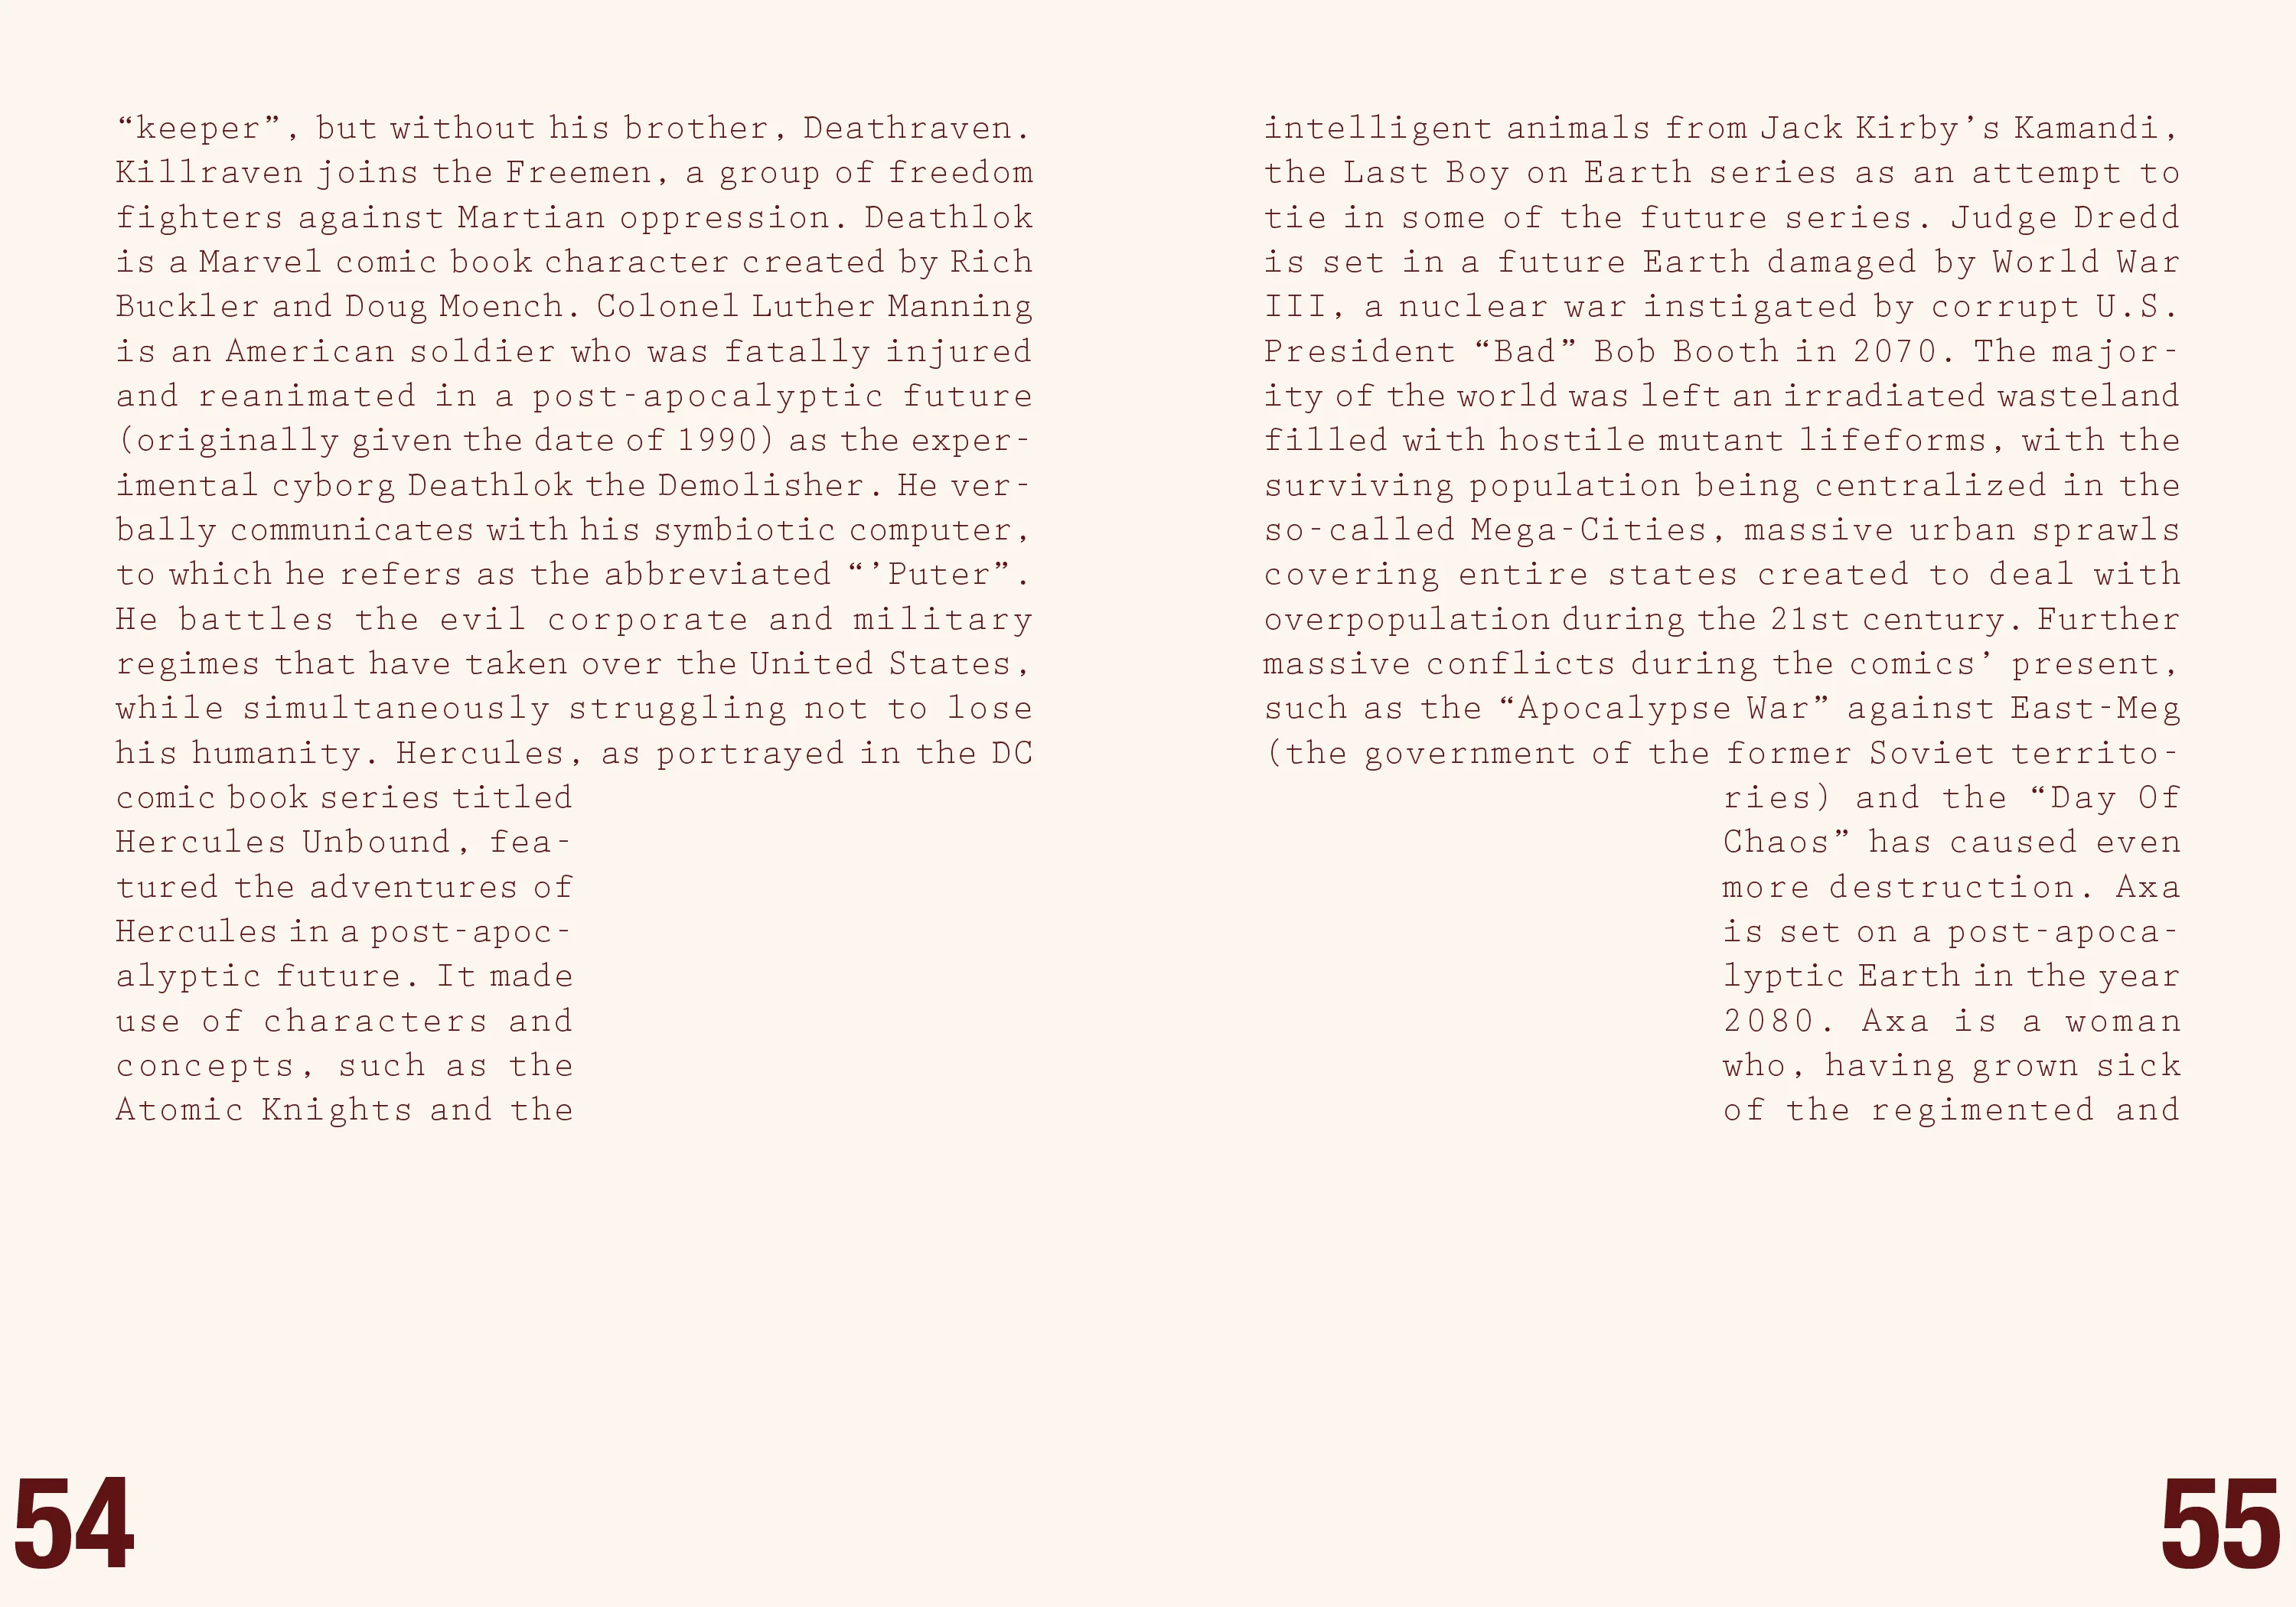 “keeper”, but without his brother, Deathraven.
Killraven joins the Freemen, a group of freedom
fighters against Martian oppression. Deathlok
is a Marvel comic book character created by Rich
Buckler and Doug Moench. Colonel Luther Manning
is an American soldier who was fatally injured
and reanimated in a post-apocalyptic future
(originally given the date of 1990) as the exper-
imental cyborg Deathlok the Demolisher. He ver-
bally communicates with his symbiotic computer,
to which he refers as the abbreviated “’Puter”.
He battles the evil corporate and military
regimes that have taken over the United States,
while simultaneously struggling not to lose
his humanity. Hercules, as portrayed in the DC
comic book series titled
Hercules Unbound, fea-
tured the adventures of
Hercules in a post-apoc-
alyptic future. It made
use of characters and
concepts, such as the
Atomic Knights and the
54
intelligent animals from Jack Kirby’s Kamandi,
the Last Boy on Earth series as an attempt to
tie in some of the future series. Judge Dredd
is set in a future Earth damaged by World War
III, a nuclear war instigated by corrupt U.S.
President “Bad” Bob Booth in 2070. The major-
ity of the world was left an irradiated wasteland
filled with hostile mutant lifeforms, with the
surviving population being centralized in the
so-called Mega-Cities, massive urban sprawls
covering entire states created to deal with
overpopulation during the 21st century. Further
massive conflicts during the comics’ present,
such as the “Apocalypse War” against East-Meg
(the government of the former Soviet territo-
ries) and the “Day Of
Chaos” has caused even
more destruction. Axa
is set on a post-apoca-
lyptic Earth in the year
2080. Axa is a woman
who, having grown sick
of the regimented and
55